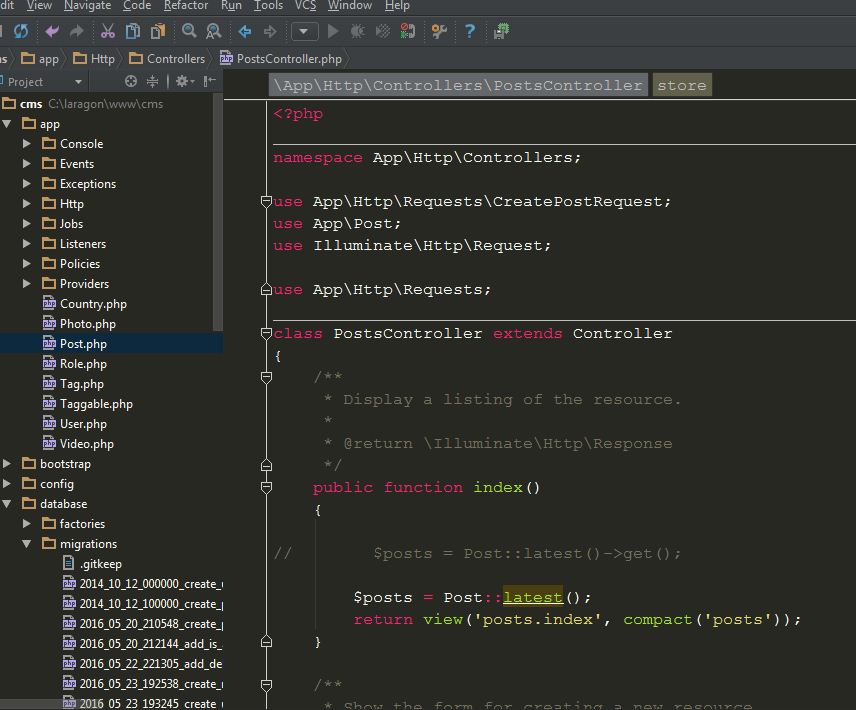 dit View Navigate Code Refactor Run Tools VCS Window Help
ms app Http Controllers PostsController.php
Project
cms C:\laragon\www\cms
app
Console
Events
Exceptions
Http
Jobs
Listeners
Policies
Providers
Country.php
Photo.php
Post.php
Role.php
Tag.php
Taggable.php
User.php
Video.php
bootstrap
config
database
factories
migrations
.gitkeep
2014_10_12_000000_create_u
2014_10_12_100000_create_p
2016_05_20_210548_create_p
2016_05_20_212144_add_is_
2016_05_22_221305_add_de
2016_05_23_192538_create_u
2016_05_23_193245_create_u
\App\Http\Controllers\PostsController store
<?php
namespace App\Http\Controllers;
use App\Http\Requests\CreatePostRequest;
use App\Post;
use Illuminate\Http\Request;
use App\Http\Requests;
class PostsController extends Controller
{
/**
* Display a listing of the resource.
*
* @return \Illuminate\Http\Response
*/
public function index()
{
// $posts = Post::latest()->get();
$posts = Post::latest();
return view('posts.index', compact('posts'));
}
/**
* Show the form for creating a new resource